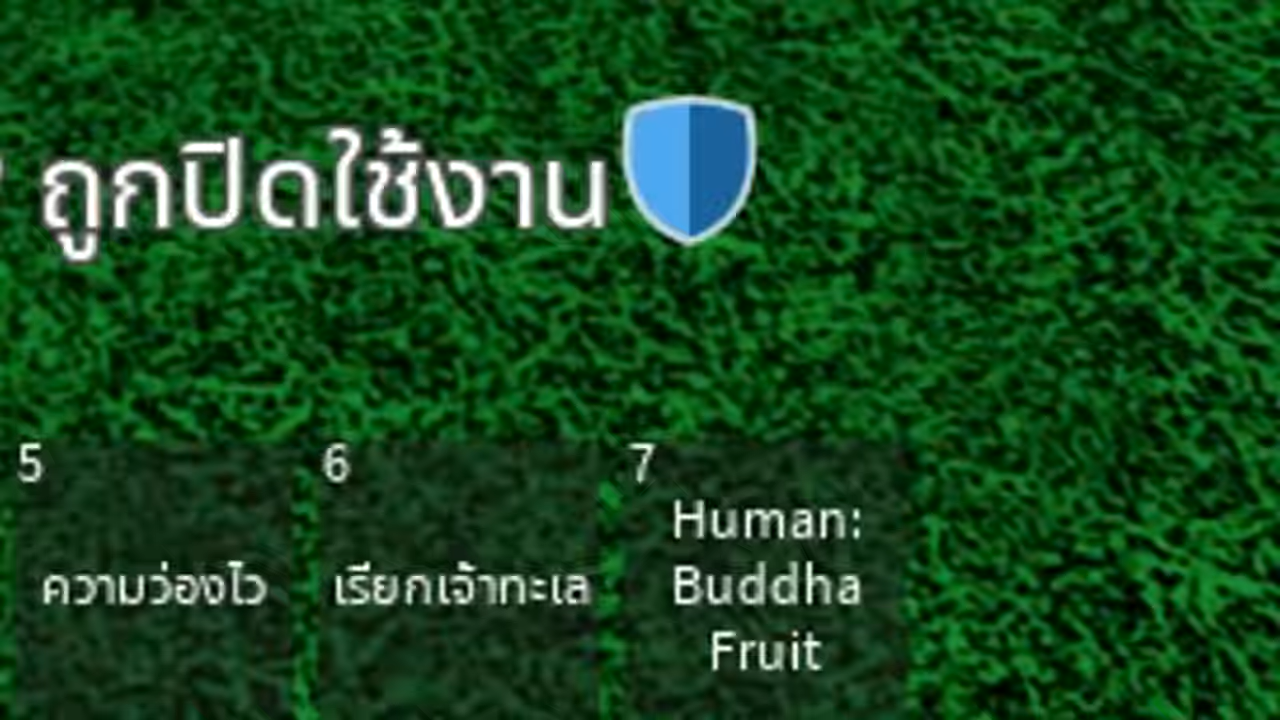 ถูกปิดใช้งาน
5
ความว่องไว
6
เรียกเจ้าทะเล
7
Human:
Buddha
Fruit